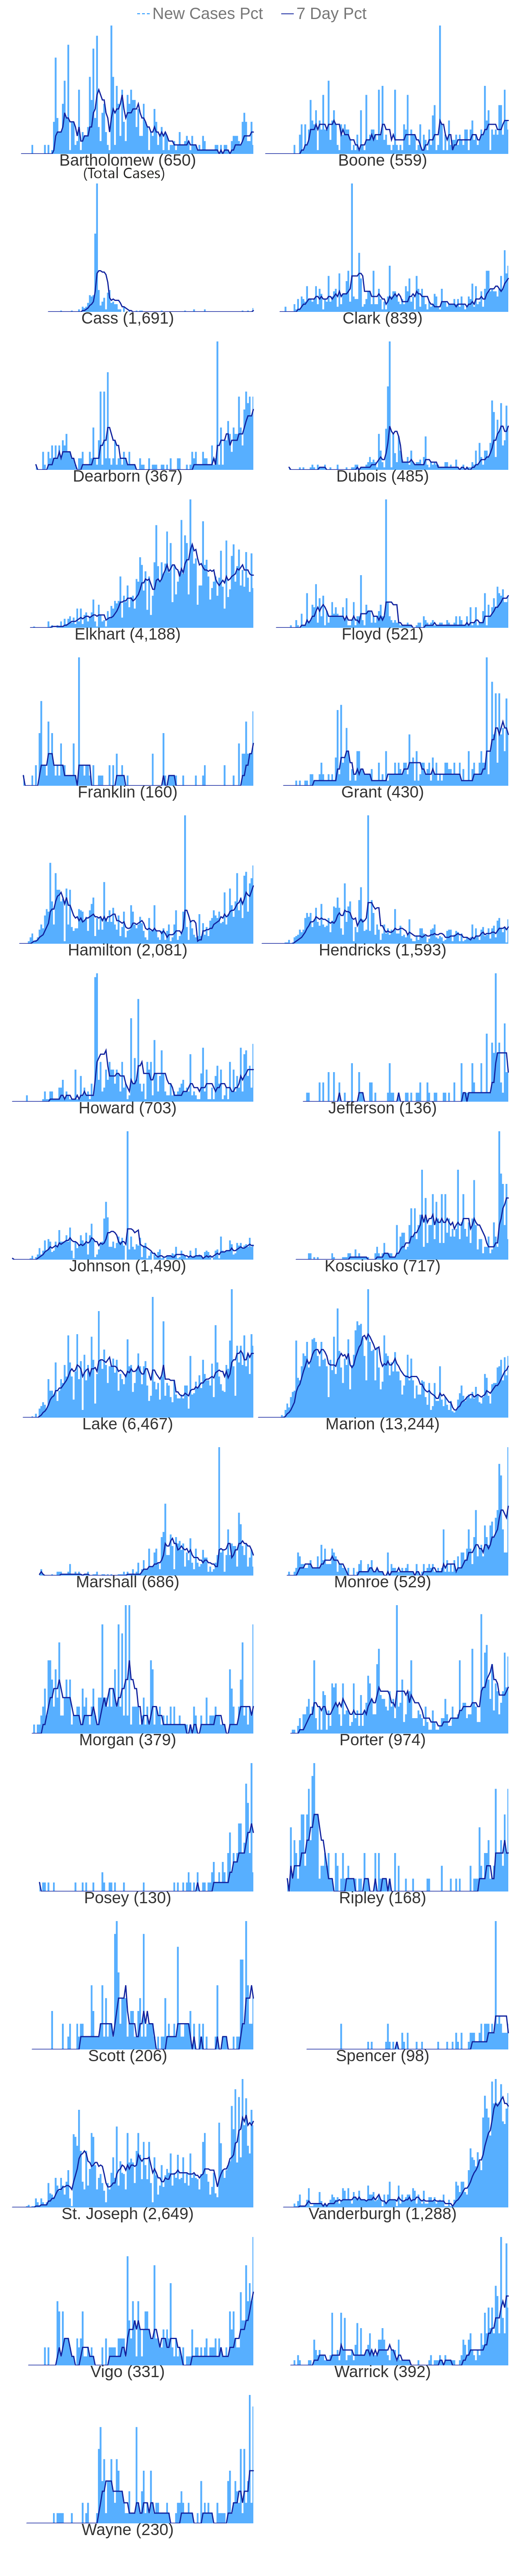 New Cases Pct 7 Day Pct
Bartholomew (650) Boone (559)
(Total Cases)
Cass (1,691) Clark (839)
Dearborn (367) Dubois (485)
Elkhart (4,188) Floyd (521)
Franklin (160) Grant (430)
Hamilton (2,081) Hendricks (1,593)
Howard (703) Jefferson (136)
Johnson (1,490) Kosciusko (717)
Lake (6,467) Marion (13,244)
Marshall (686) Monroe (529)
Morgan (379) Porter (974)
Posey (130) Ripley (168)
Scott (206) Spencer (98)
St. Joseph (2,649) Vanderburgh (1,288)
Vigo (331) Warrick (392)
Wayne (230)